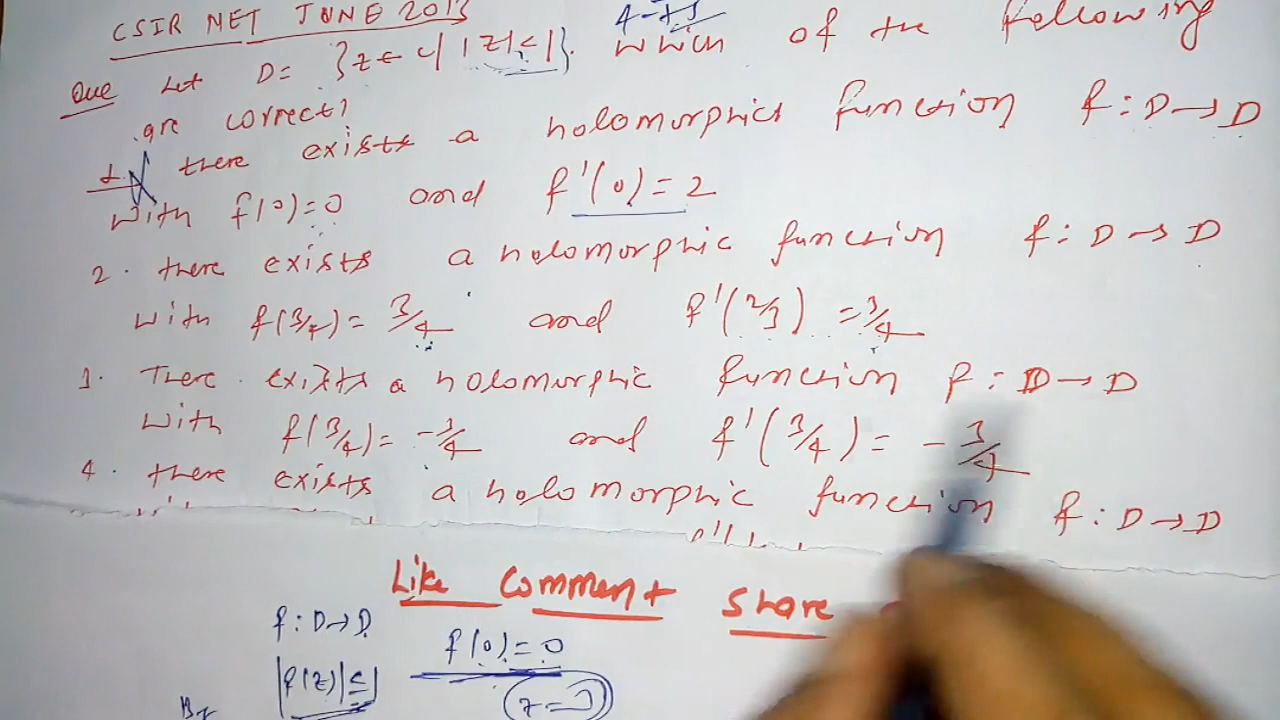 CSIR NET JUNE 2013
Que Let D = {z ∈ C | |z| < 1}. which of the following
are correct?
1. there exists a holomorphics function f : D → D
with f(0)=0 and f'(0) = 2
2. there exists a holomorphic function f : D → D
with f(3/4) = 3/4 and f'(2/3) = 3/4
3. There exists a holomorphic function f : D → D
with f(3/4) = -3/4 and f'(3/4) = -3/4
4. there exists a holomorphic function f : D → D
Like Comment Share
f : D → D
f(0) = 0
|f(z)| ≤ 1